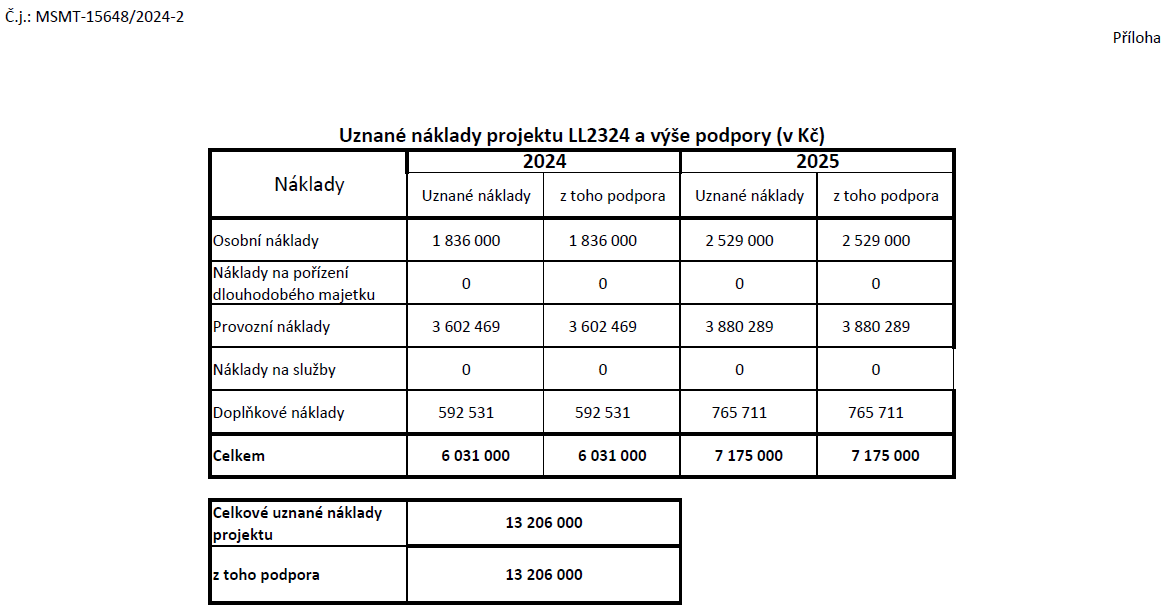 Č.j.: MSMT-15648/2024-2
Příloha
Uznané náklady projektu LL2324 a výše podpory (v Kč)
Náklady 2024 2025
Uznané náklady z toho podpora Uznané náklady z toho podpora
Osobní náklady 1 836 000 1 836 000 2 529 000 2 529 000
Náklady na pořízení
dlouhodobého majetku 0 0 0 0
Provozní náklady 3 602 469 3 602 469 3 880 289 3 880 289
Náklady na služby 0 0 0 0
Doplňkové náklady 592 531 592 531 765 711 765 711
Celkem 6 031 000 6 031 000 7 175 000 7 175 000
Celkové uznané náklady
projektu 13 206 000
z toho podpora 13 206 000